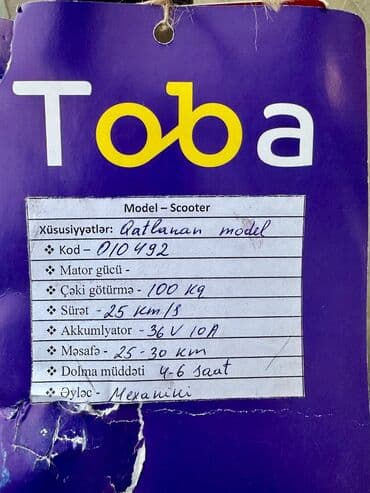 Toba
Model – Scooter
Xüsusiyyətlər: Qatlanan model
❖ Kod – 010492
❖ Mator gücü -
❖ Çəki götürmə - 100 Kg
❖ Sürət - 25 km/s
❖ Akkumlyator - 36 V 10A
❖ Məsafə - 25-30 km
❖ Dolma müddəti 4-6 saat
❖ Əyləc - Mexaniki